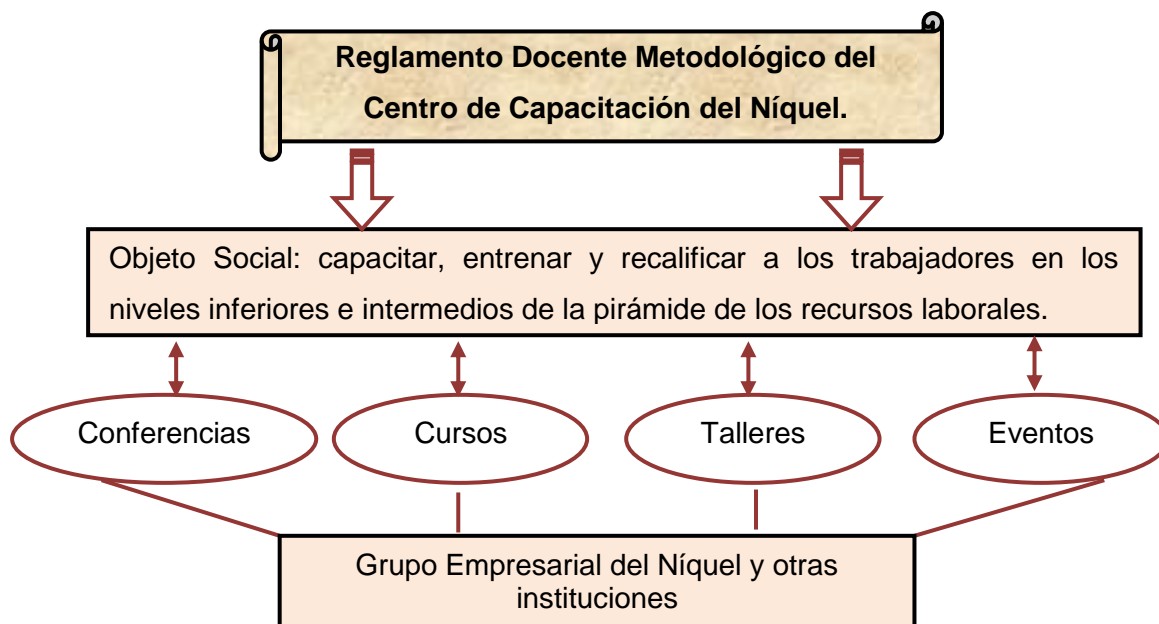 Reglamento Docente Metodológico del
Centro de Capacitación del Níquel.
Objeto Social: capacitar, entrenar y recalificar a los trabajadores en los
niveles inferiores e intermedios de la pirámide de los recursos laborales.
Conferencias
Cursos
Talleres
Eventos
Grupo Empresarial del Níquel y otras
instituciones